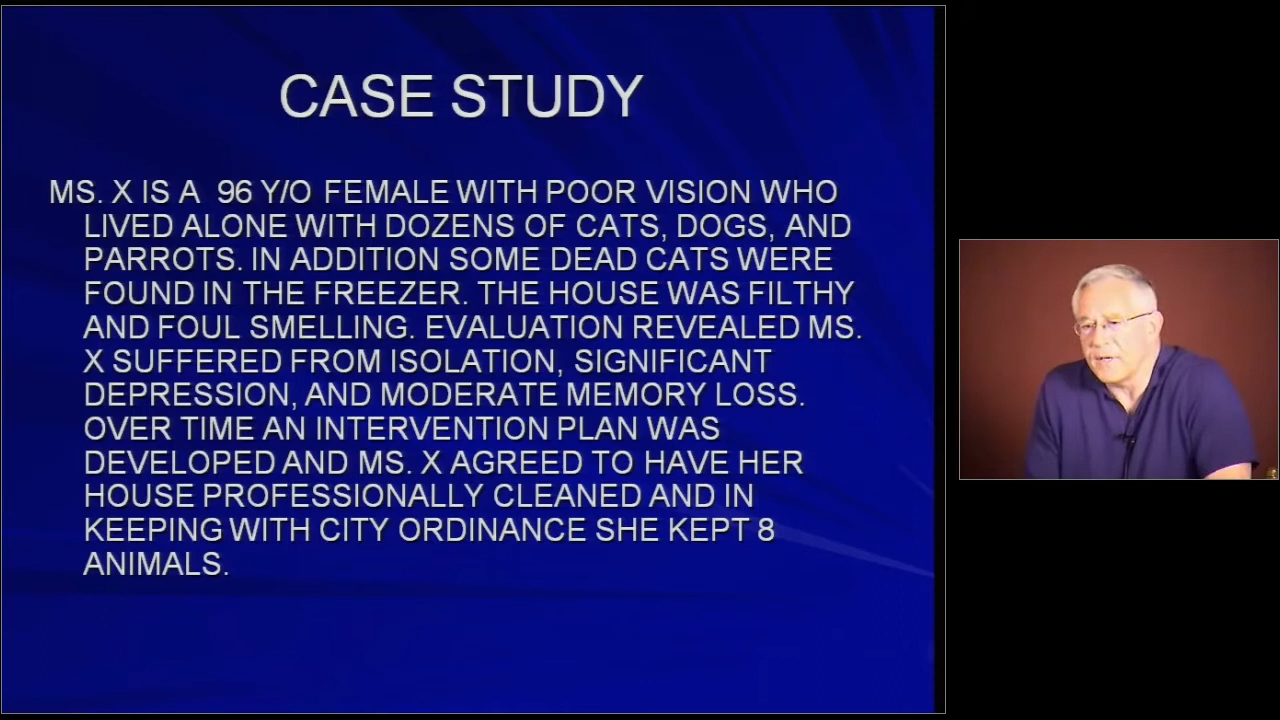 CASE STUDY
MS. X IS A 96 Y/O FEMALE WITH POOR VISION WHO
LIVED ALONE WITH DOZENS OF CATS, DOGS, AND
PARROTS. IN ADDITION SOME DEAD CATS WERE
FOUND IN THE FREEZER. THE HOUSE WAS FILTHY
AND FOUL SMELLING. EVALUATION REVEALED MS.
X SUFFERED FROM ISOLATION, SIGNIFICANT
DEPRESSION, AND MODERATE MEMORY LOSS.
OVER TIME AN INTERVENTION PLAN WAS
DEVELOPED AND MS. X AGREED TO HAVE HER
HOUSE PROFESSIONALLY CLEANED AND IN
KEEPING WITH CITY ORDINANCE SHE KEPT 8
ANIMALS.